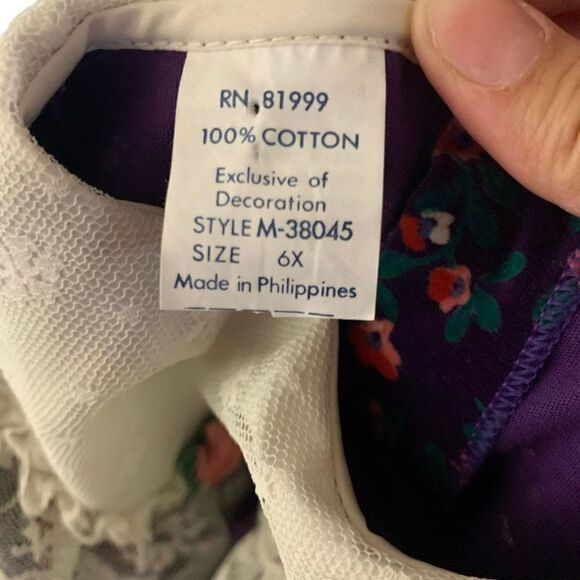 RN 81999
100% COTTON
Exclusive of
Decoration
STYLE M-38045
SIZE 6X
Made in Philippines